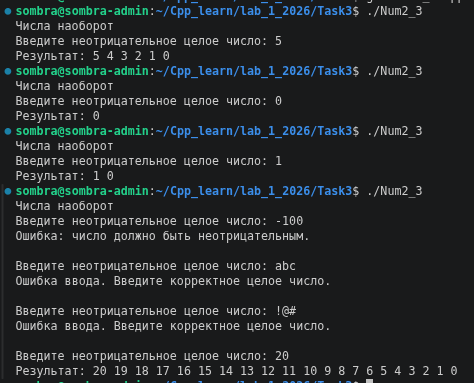 sombra@sombra-admin:~/Cpp_learn/lab_1_2026/Task3$ ./Num2_3
Числа наоборот
Введите неотрицательное целое число: 5
Результат: 5 4 3 2 1 0
sombra@sombra-admin:~/Cpp_learn/lab_1_2026/Task3$ ./Num2_3
Числа наоборот
Введите неотрицательное целое число: 0
Результат: 0
sombra@sombra-admin:~/Cpp_learn/lab_1_2026/Task3$ ./Num2_3
Числа наоборот
Введите неотрицательное целое число: 1
Результат: 1 0
sombra@sombra-admin:~/Cpp_learn/lab_1_2026/Task3$ ./Num2_3
Числа наоборот
Введите неотрицательное целое число: -100
Ошибка: число должно быть неотрицательным.
Введите неотрицательное целое число: abc
Ошибка ввода. Введите корректное целое число.
Введите неотрицательное целое число: !@#
Ошибка ввода. Введите корректное целое число.
Введите неотрицательное целое число: 20
Результат: 20 19 18 17 16 15 14 13 12 11 10 9 8 7 6 5 4 3 2 1 0